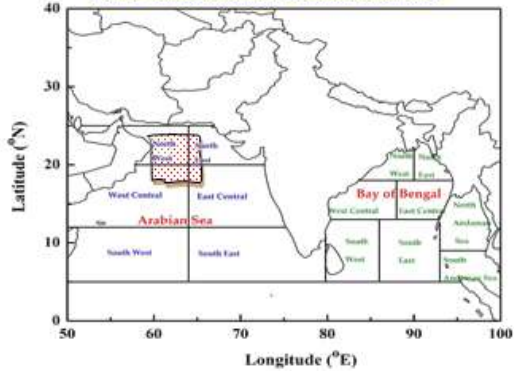 40
30
20
10
0
Latitude (°N)
North
West
North
East
West Central
East Central
Arabian Sea
South West
South East
North
West
North
East
Bay of Bengal
West Central
East Central
North
Andaman
Sea
South
West
South
East
South
Andaman Sea
50
60
70
80
90
100
Longitude (°E)